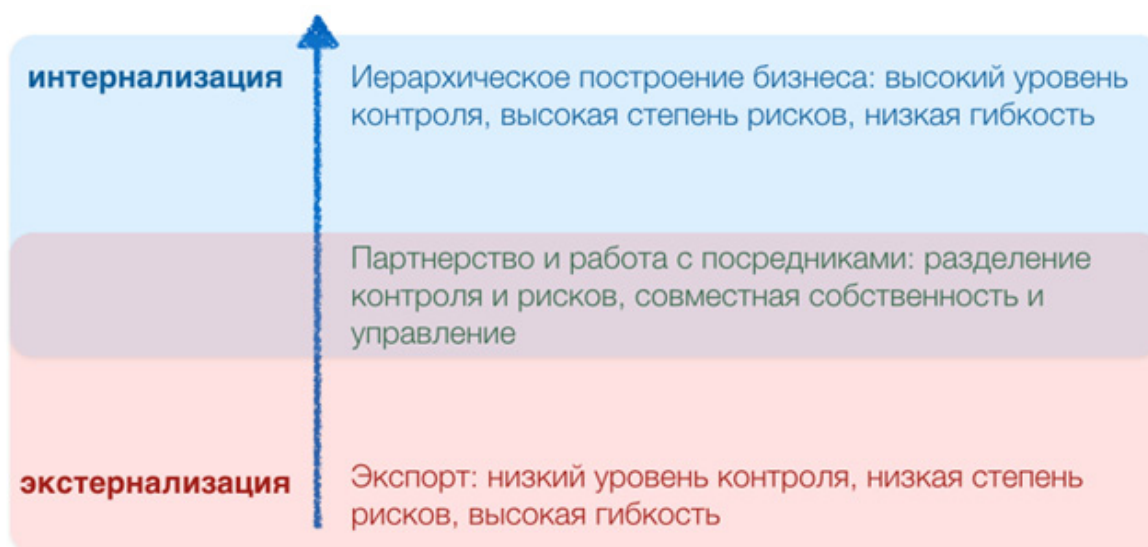 интернализация
Иерархическое построение бизнеса: высокий уровень
контроля, высокая степень рисков, низкая гибкость
Партнерство и работа с посредниками: разделение
контроля и рисков, совместная собственность и
управление
экстернализация
Экспорт: низкий уровень контроля, низкая степень
рисков, высокая гибкость